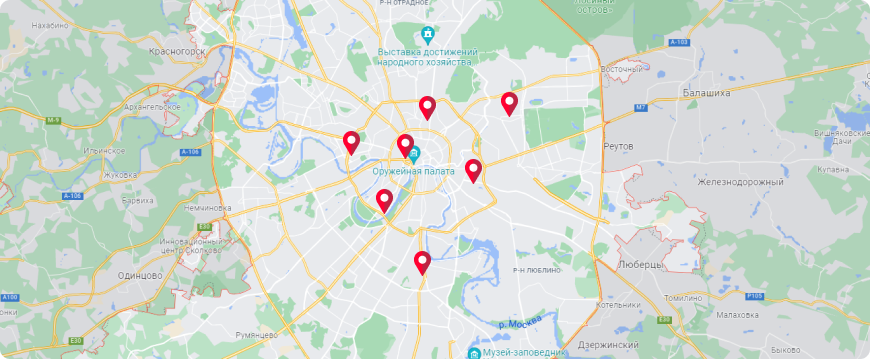 Р-Н ОТРАДНОЕ
ОСТРОВ
Нахабино
Красногорск
Выставка достижений
народного хозяйства
А-103
Восточный
Балашиха
Архангельское
М-9
М7
Вишняковские
Дачи
Ильинское
А-106
Реутов
Жуковка
Оружейная палата
Купавна
А-106
Барвиха
Железнодорожный
Немчиновка
Е30
Инновационный
центр Сколково
Одинцово
Р-Н ЛЮБЛИНО
Люберцы
А100
Томилино
Р105
Котельники
Малаховка
р. Москва
Е30
Румянцево
Дзержинский
Музей-заповедник
Быково